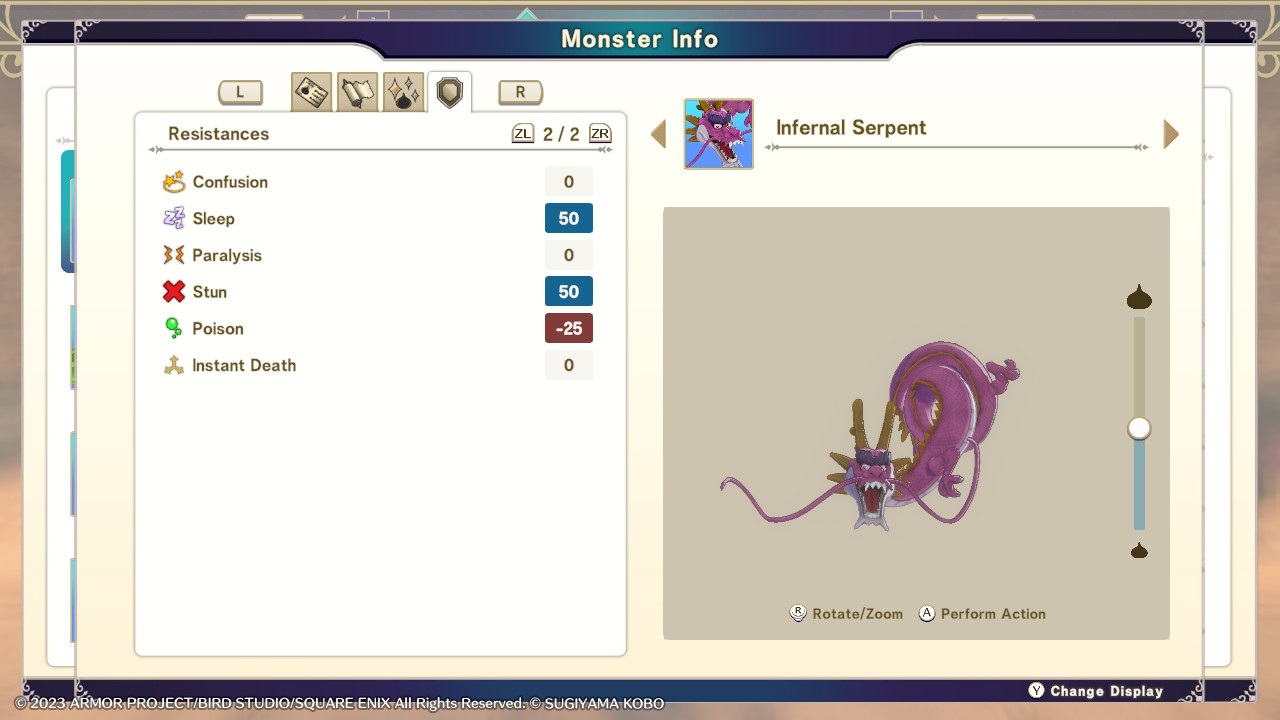 Monster Info
L
R
Resistances
ZL 2 / 2 ZR
Confusion 0
Sleep 50
Paralysis 0
Stun 50
Poison -25
Instant Death 0
Infernal Serpent
R Rotate/Zoom A Perform Action
Y Change Display
© 2023 ARMOR PROJECT/BIRD STUDIO/SQUARE ENIX All Rights Reserved. © SUGIYAMA KOBO